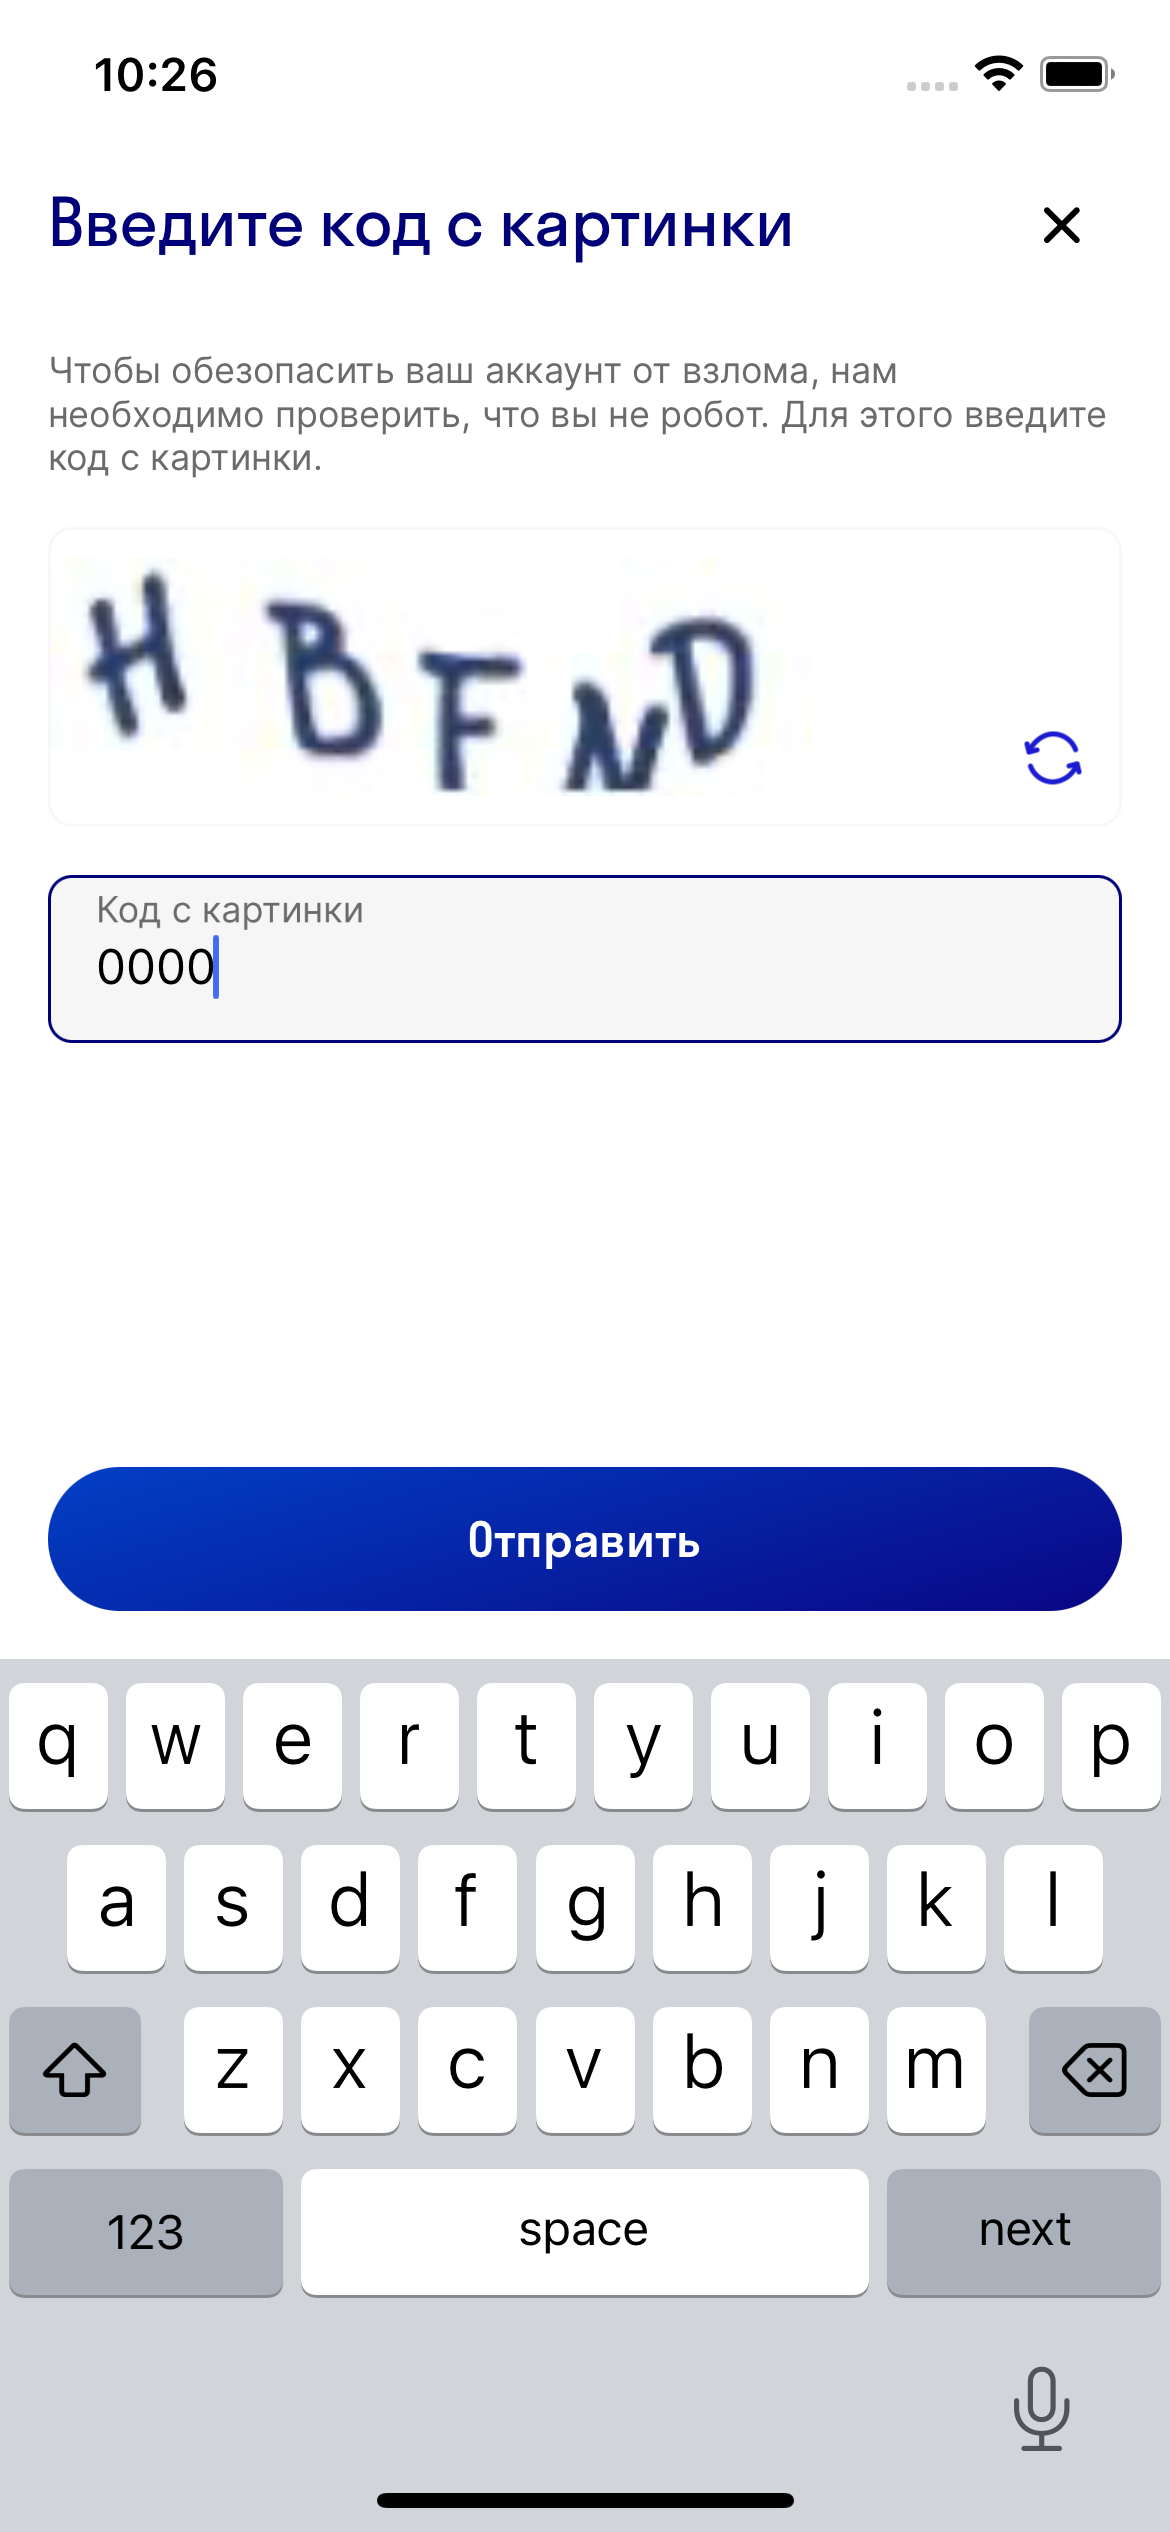 10:26
Введите код с картинки
Чтобы обезопасить ваш аккаунт от взлома, нам
необходимо проверить, что вы не робот. Для этого введите
код с картинки.
H B F N D
Код с картинки
0000
Отправить
q w e r t y u i o p
a s d f g h j k l
z x c v b n m
123 space next